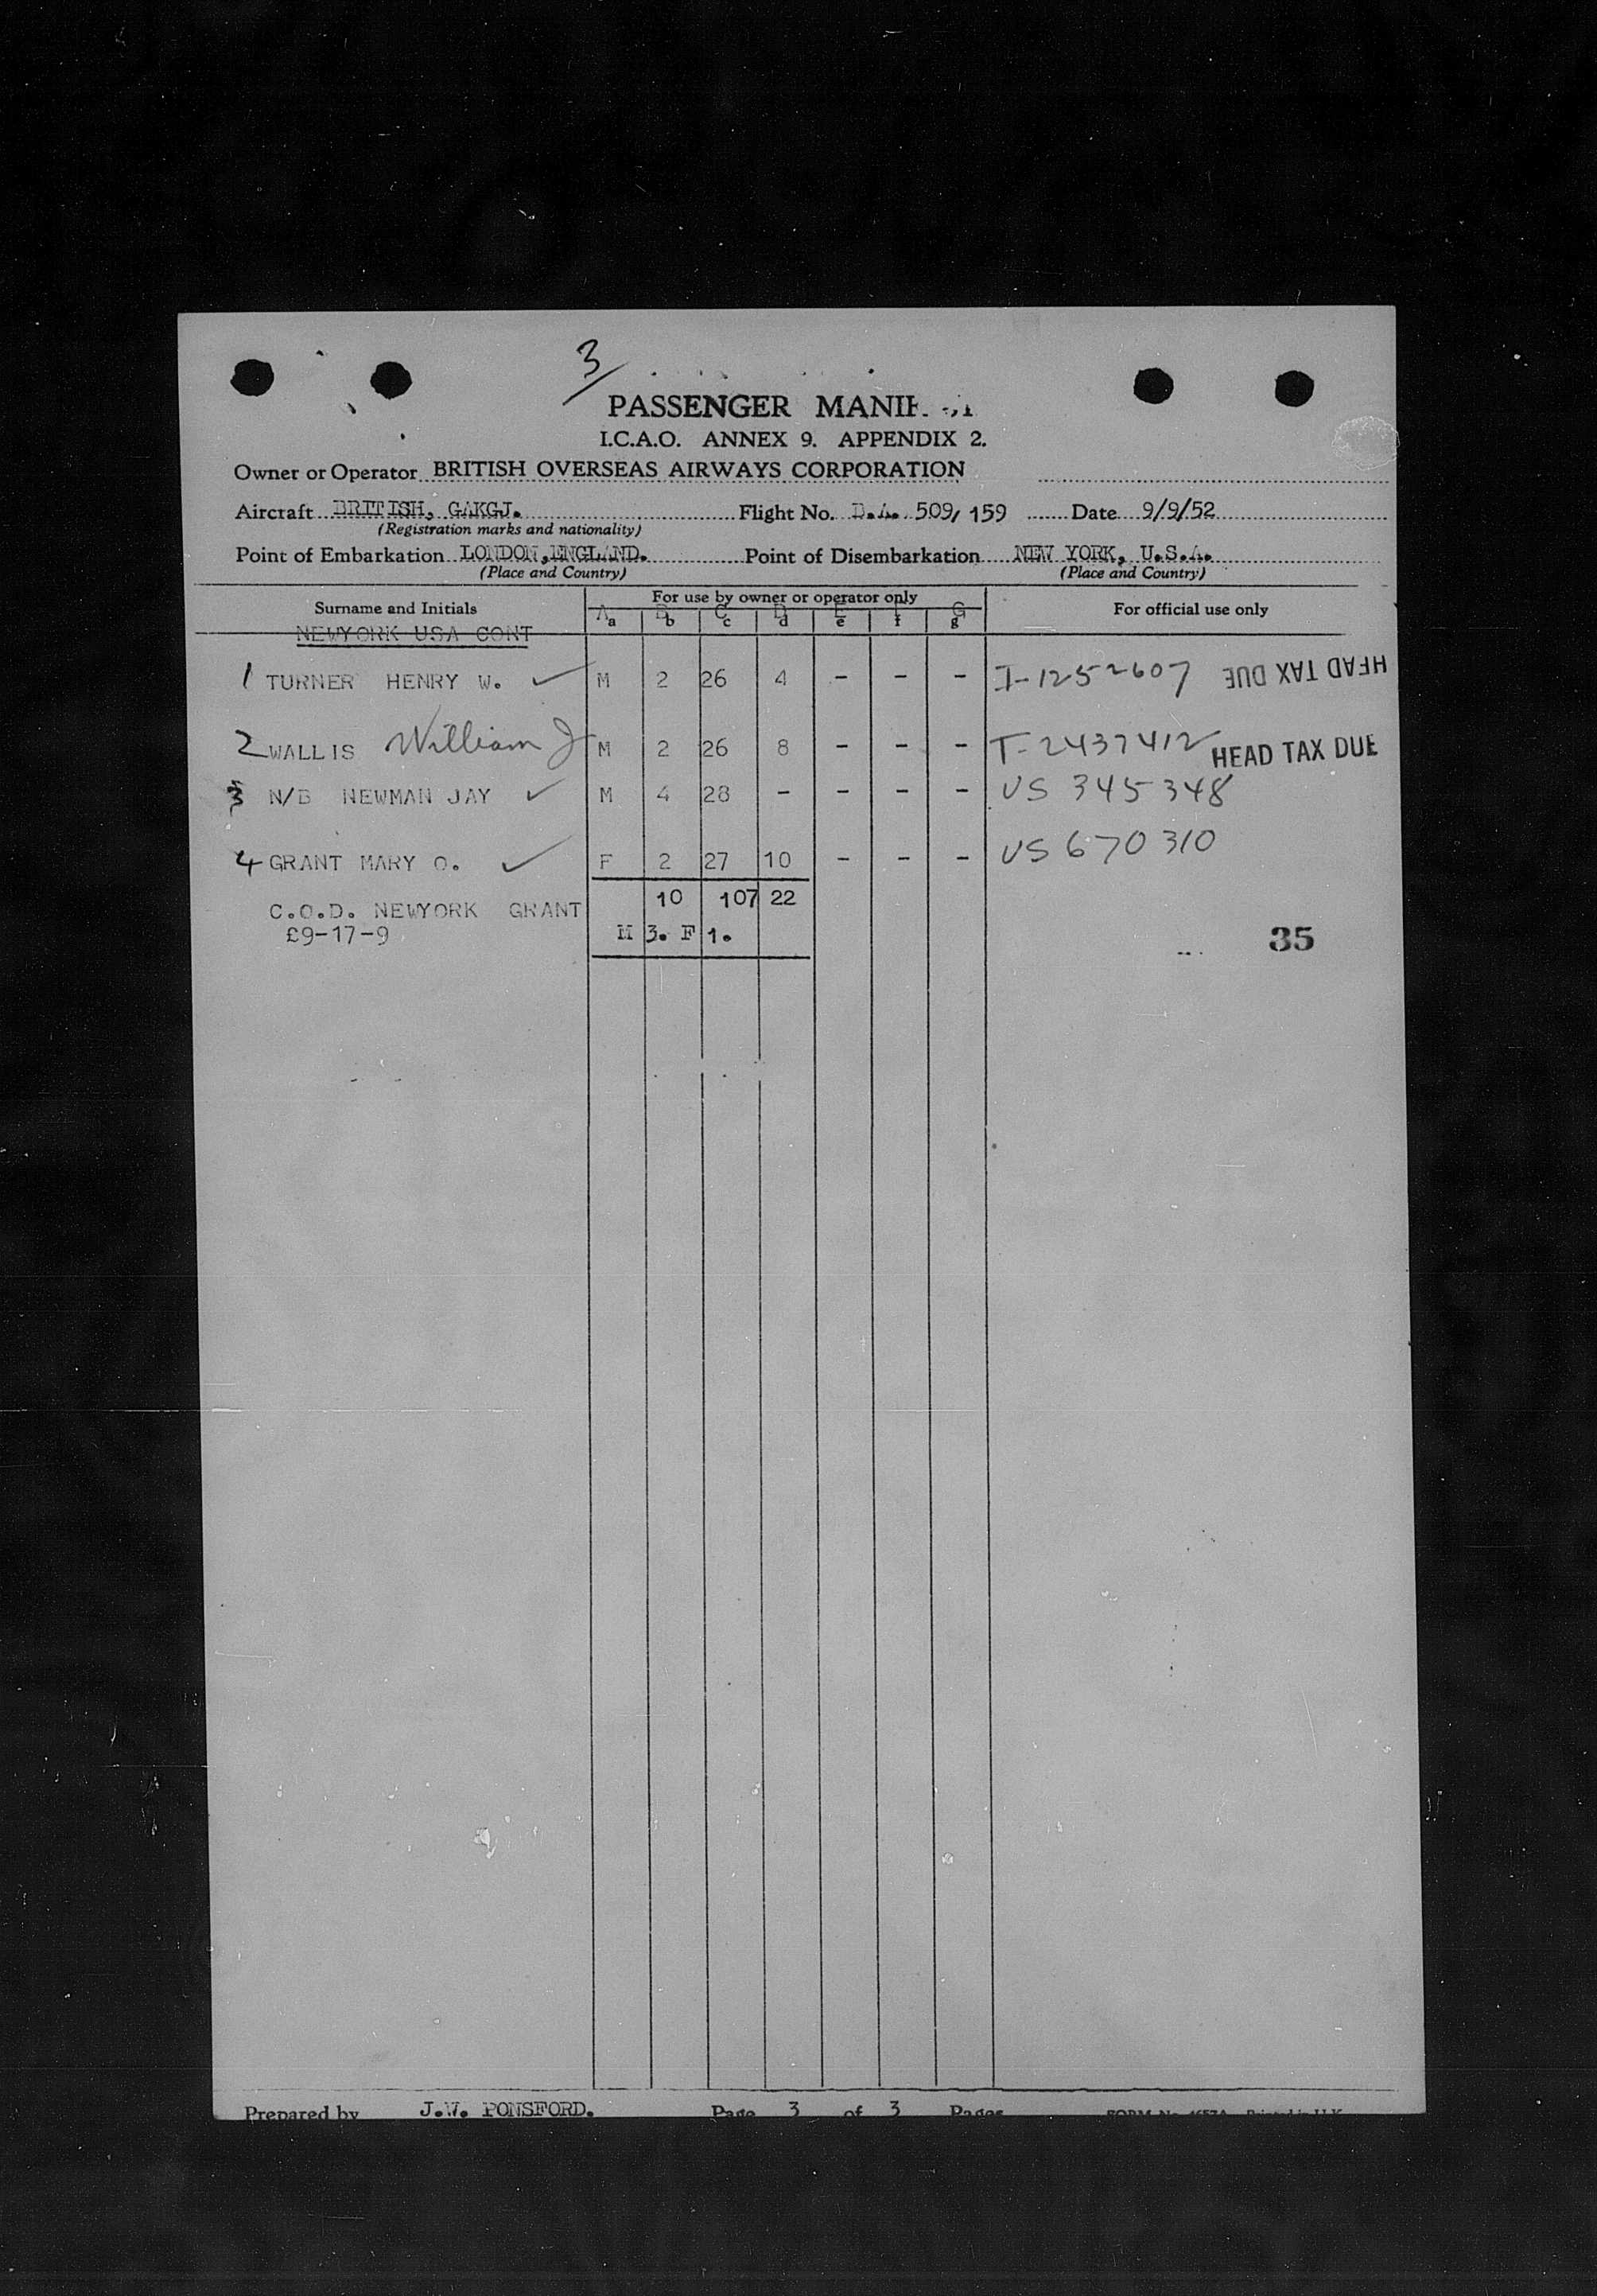 3/
PASSENGER MANIF
I.C.A.O. ANNEX 9. APPENDIX 2.
Owner or Operator BRITISH OVERSEAS AIRWAYS CORPORATION
Aircraft BRITISH, GAKGJ. Flight No. B.A. 509/159 Date 9/9/52
(Registration marks and nationality)
Point of Embarkation LONDON,ENGLAND. Point of Disembarkation NEW YORK, U.S.A.
(Place and Country) (Place and Country)
Surname and Initials For use by owner or operator only For official use only
A B C D E F G
a b c d e f g
NEWYORK USA CONT
1 TURNER HENRY W. ✓ M 2 26 4 - - - I-1252607 HEAD TAX DUE
2 WALLIS William J M 2 26 8 - - - T-2437412 HEAD TAX DUE
3 N/B NEWMAN JAY ✓ M 4 28 - - - - US 345348
4 GRANT MARY O. ✓ F 2 27 10 - - - US 670310
10 107 22
C.O.D. NEWYORK GRANT
£9-17-9 M 3. F 1. 35
Prepared by J.W. PONSFORD. Page 3 of 3 Pages